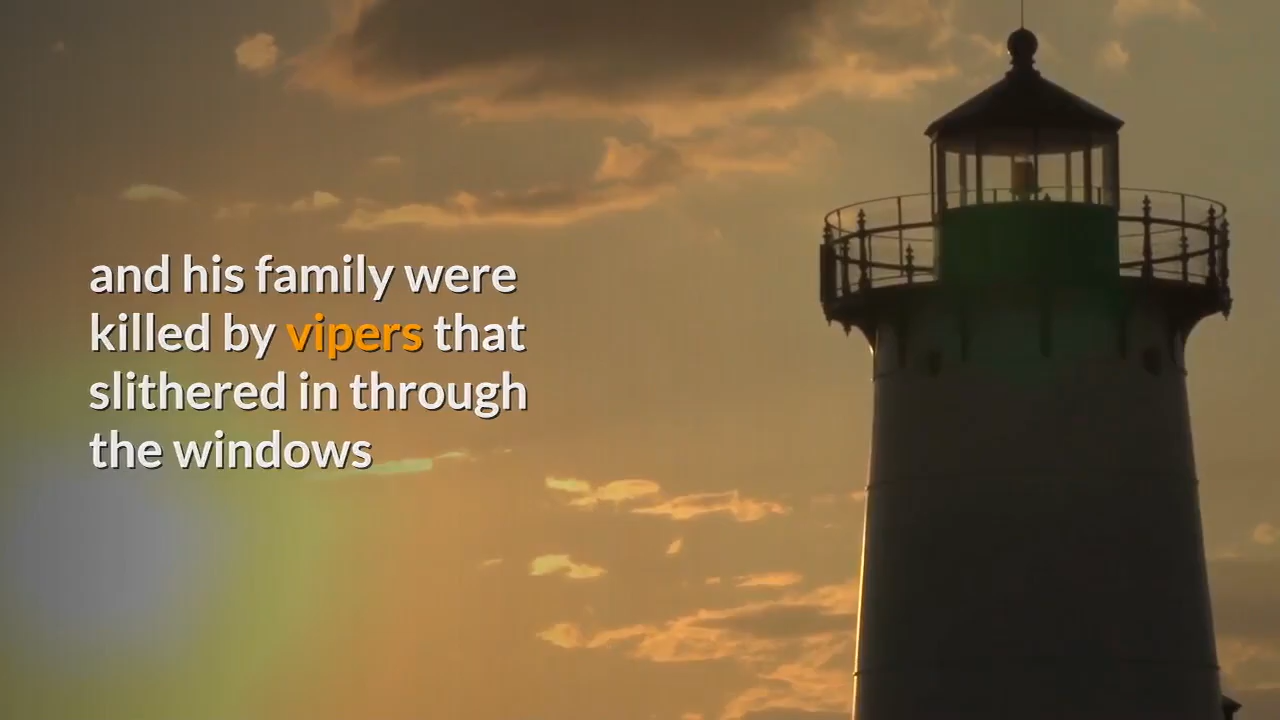 and his family were
killed by vipers that
slithered in through
the windows